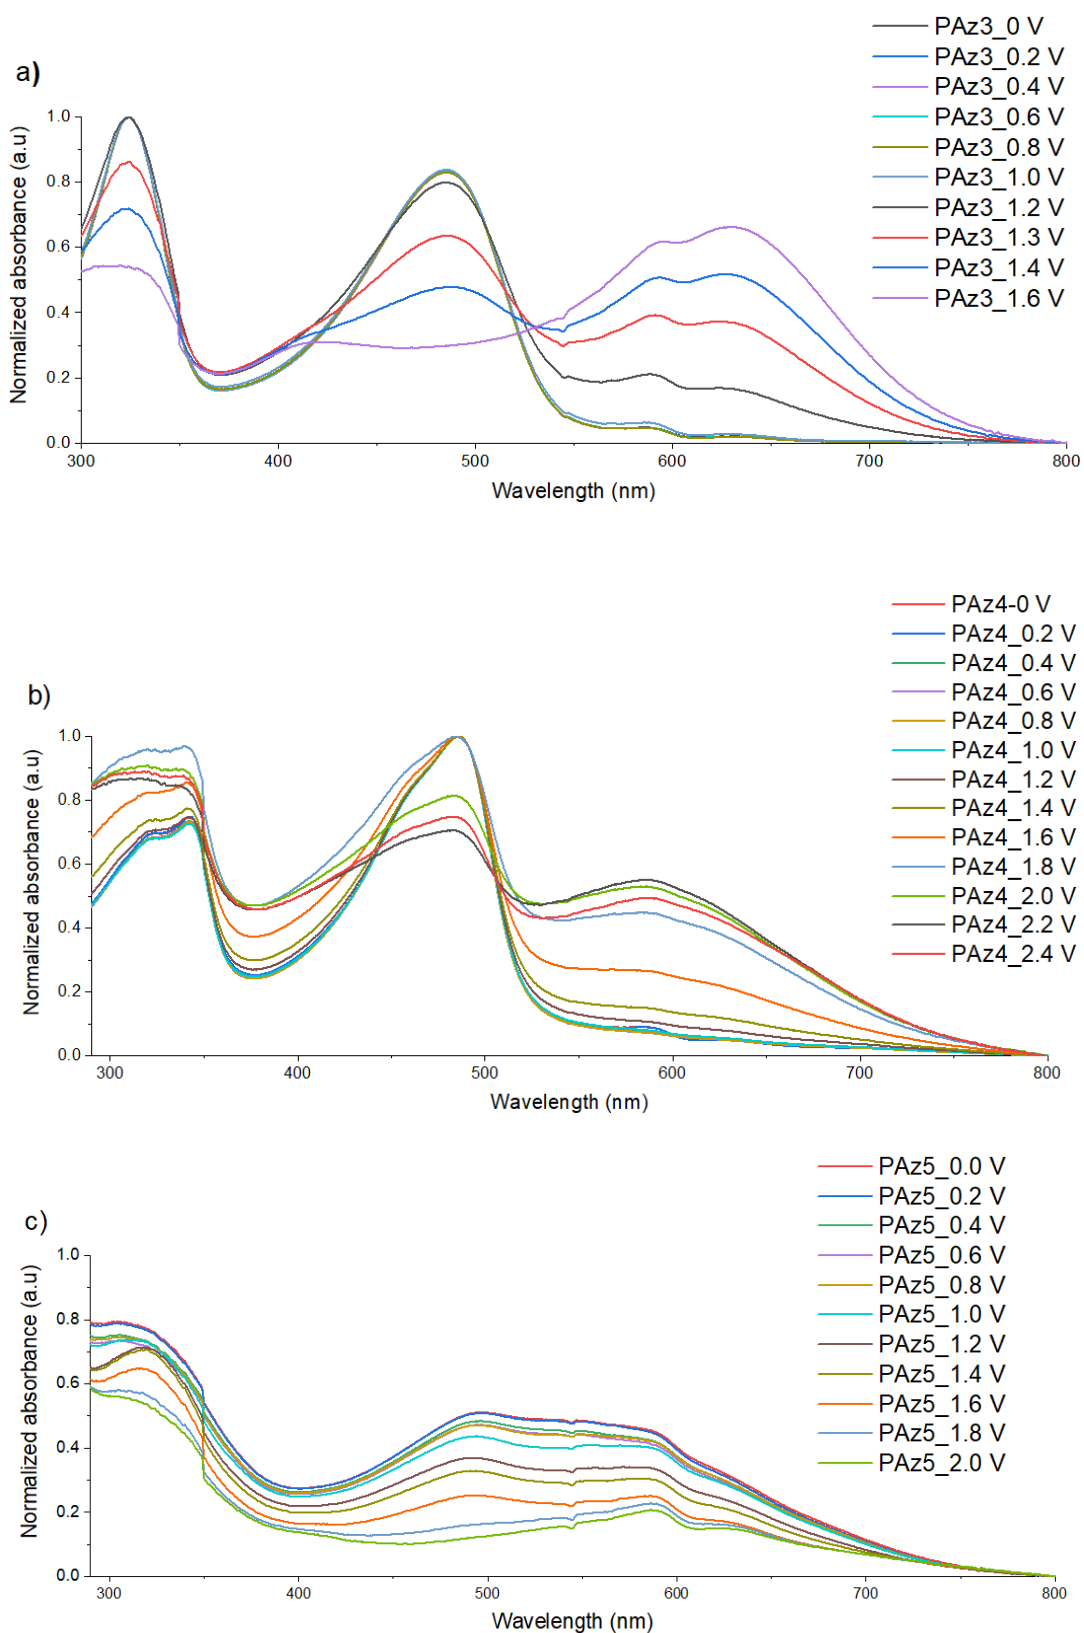 PAz3_0 V
PAz3_0.2 V
PAz3_0.4 V
PAz3_0.6 V
PAz3_0.8 V
PAz3_1.0 V
PAz3_1.2 V
PAz3_1.3 V
PAz3_1.4 V
PAz3_1.6 V
a)
Normalized absorbance (a.u)
1.0
0.8
0.6
0.4
0.2
0.0
300 400 500 600 700 800
Wavelength (nm)
PAz4-0 V
PAz4_0.2 V
PAz4_0.4 V
PAz4_0.6 V
PAz4_0.8 V
PAz4_1.0 V
PAz4_1.2 V
PAz4_1.4 V
PAz4_1.6 V
PAz4_1.8 V
PAz4_2.0 V
PAz4_2.2 V
PAz4_2.4 V
b)
Normalized absorbance (a.u)
1.0
0.8
0.6
0.4
0.2
0.0
300 400 500 600 700 800
Wavelength (nm)
PAz5_0.0 V
PAz5_0.2 V
PAz5_0.4 V
PAz5_0.6 V
PAz5_0.8 V
PAz5_1.0 V
PAz5_1.2 V
PAz5_1.4 V
PAz5_1.6 V
PAz5_1.8 V
PAz5_2.0 V
c)
Normalized absorbance (a.u)
1.0
0.8
0.6
0.4
0.2
0.0
300 400 500 600 700 800
Wavelength (nm)